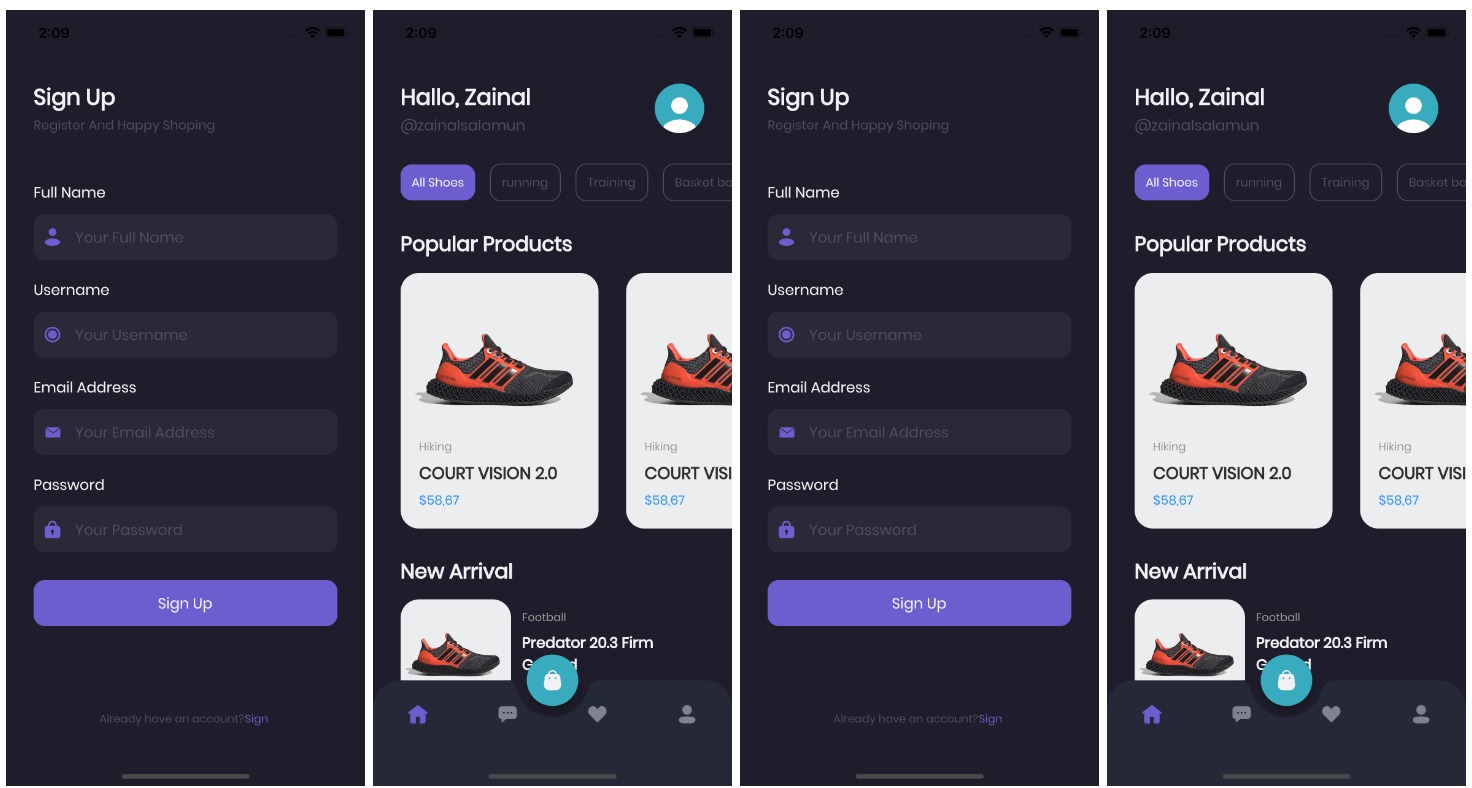 2:09
Sign Up
Register And Happy Shoping
Full Name
Your Full Name
Username
Your Username
Email Address
Your Email Address
Password
Your Password
Sign Up
Already have an account?Sign
2:09
Hallo, Zainal
@zainalsalamun
All Shoes running Training Basket ba
Popular Products
Hiking Hiking
COURT VISION 2.0 COURT VISI
$58,67 $58,67
New Arrival
Football
Predator 20.3 Firm
2:09
Sign Up
Register And Happy Shoping
Full Name
Your Full Name
Username
Your Username
Email Address
Your Email Address
Password
Your Password
Sign Up
Already have an account?Sign
2:09
Hallo, Zainal
@zainalsalamun
All Shoes running Training Basket ba
Popular Products
Hiking Hiking
COURT VISION 2.0 COURT VISI
$58,67 $58,67
New Arrival
Football
Predator 20.3 Firm